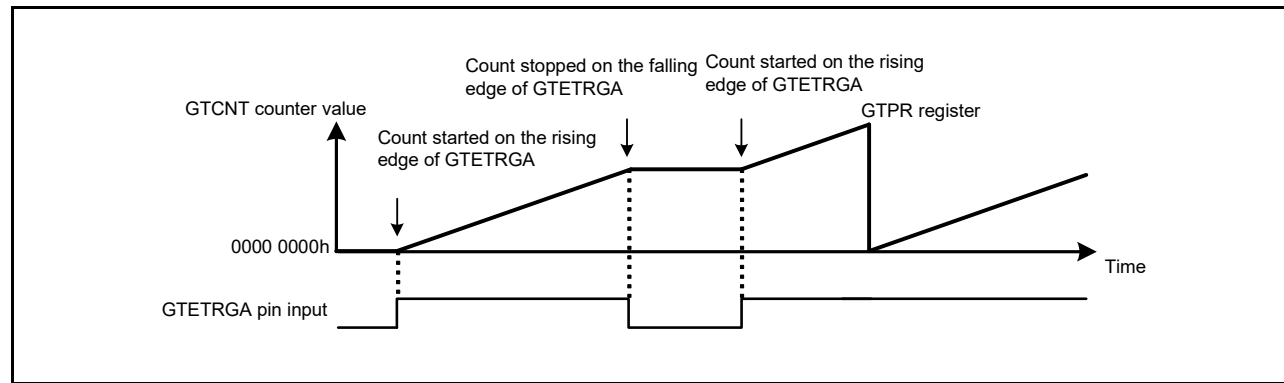 Count stopped on the falling
edge of GTETRGA
Count started on the rising
edge of GTETRGA
GTCNT counter value
GTPR register
Count started on the rising
edge of GTETRGA
0000 0000h
Time
GTETRGA pin input